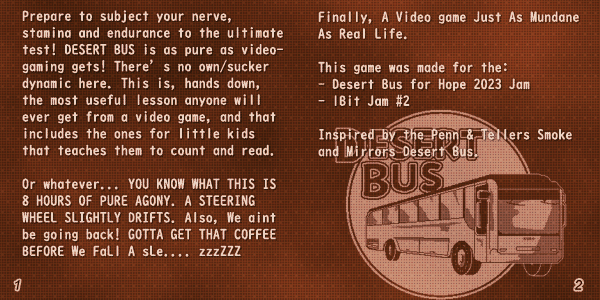 Prepare to subject your nerve,
stamina and endurance to the ultimate
test! DESERT BUS is as pure as video-
gaming gets! There's no own/sucker
dynamic here. This is, hands down,
the most useful lesson anyone will
ever get from a video game, and that
includes the ones for little kids
that teaches them to count and read.
Or whatever... YOU KNOW WHAT THIS IS
8 HOURS OF PURE AGONY. A STEERING
WHEEL SLIGHTLY DRIFTS. Also, We aint
be going back! GOTTA GET THAT COFFEE
BEFORE We FaLl A sLe.... zzzZZZ
1
Finally, A Video game Just As Mundane
As Real Life.
This game was made for the:
- Desert Bus for Hope 2023 Jam
- 1Bit Jam #2
Inspired by the Penn & Tellers Smoke
and Mirrors Desert Bus.
DESERT
BUS
2